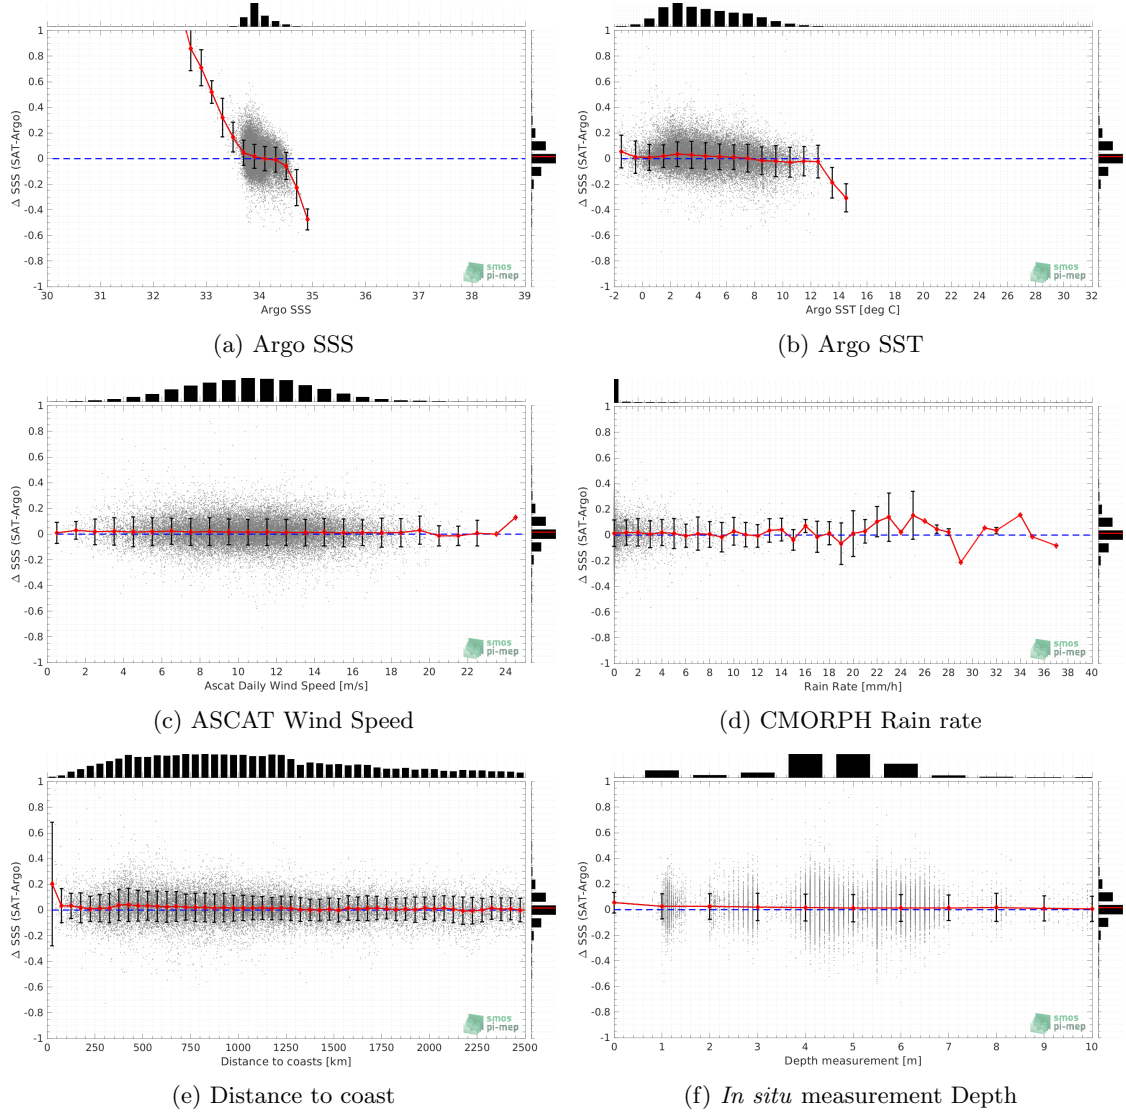 1
0.8
0.6
0.4
0.2
0
-0.2
-0.4
-0.6
-0.8
-1
Δ SSS (SAT-Argo)
30 31 32 33 34 35 36 37 38 39
Argo SSS
smos
pi-mep
(a) Argo SSS
1
0.8
0.6
0.4
0.2
0
-0.2
-0.4
-0.6
-0.8
-1
Δ SSS (SAT-Argo)
-2 0 2 4 6 8 10 12 14 16 18 20 22 24 26 28 30 32
Argo SST [deg C]
smos
pi-mep
(b) Argo SST
1
0.8
0.6
0.4
0.2
0
-0.2
-0.4
-0.6
-0.8
-1
Δ SSS (SAT-Argo)
0 2 4 6 8 10 12 14 16 18 20 22 24
Ascat Daily Wind Speed [m/s]
smos
pi-mep
(c) ASCAT Wind Speed
1
0.8
0.6
0.4
0.2
0
-0.2
-0.4
-0.6
-0.8
-1
Δ SSS (SAT-Argo)
0 2 4 6 8 10 12 14 16 18 20 22 24 26 28 30 32 34 36 38 40
Rain Rate [mm/h]
smos
pi-mep
(d) CMORPH Rain rate
1
0.8
0.6
0.4
0.2
0
-0.2
-0.4
-0.6
-0.8
-1
Δ SSS (SAT-Argo)
0 250 500 750 1000 1250 1500 1750 2000 2250 2500
Distance to coasts [km]
smos
pi-mep
(e) Distance to coast
1
0.8
0.6
0.4
0.2
0
-0.2
-0.4
-0.6
-0.8
-1
Δ SSS (SAT-Argo)
0 1 2 3 4 5 6 7 8 9 10
Depth measurement [m]
smos
pi-mep
(f) In situ measurement Depth